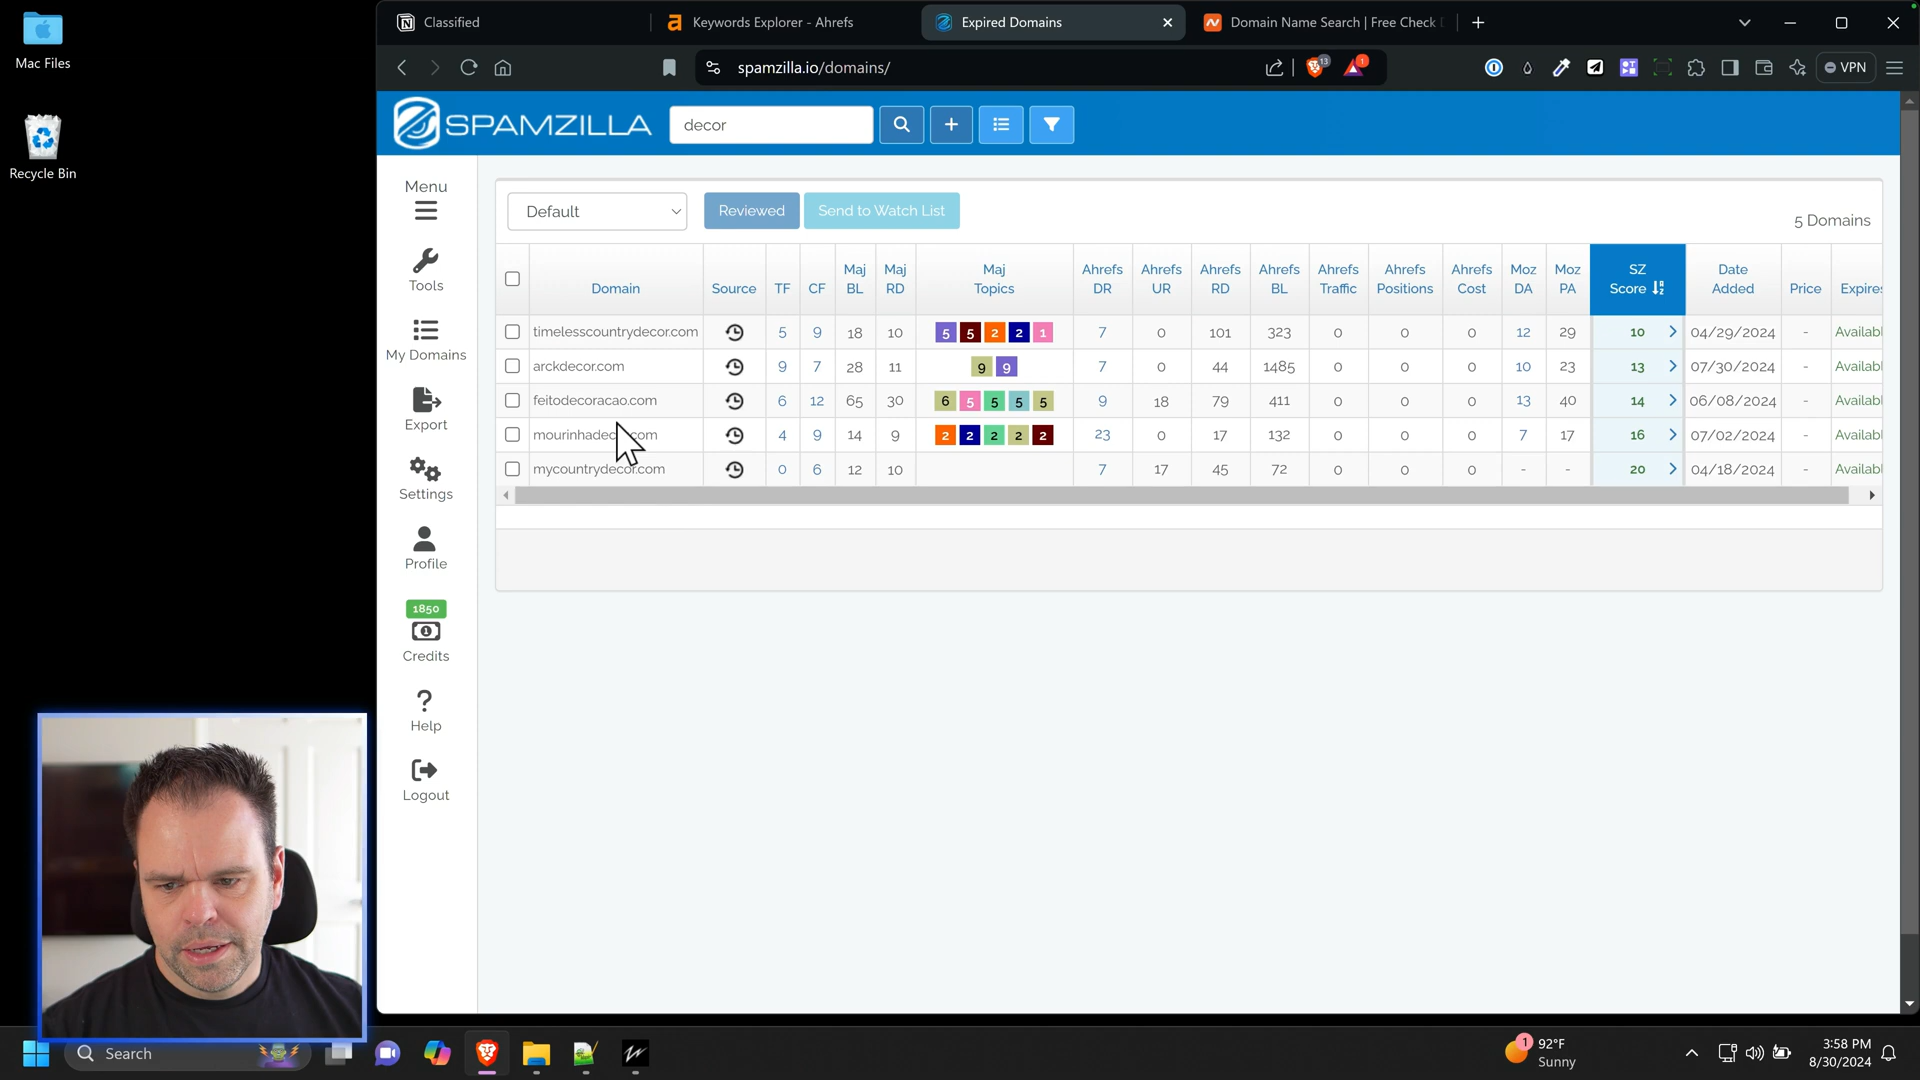 Mac Files
Recycle Bin
Classified
Keywords Explorer - Ahrefs
Expired Domains
Domain Name Search | Free Check
spamzilla.io/domains/
13
1
VPN
SPAMZILLA
decor
Menu
Tools
My Domains
Export
Settings
Profile
1850
Credits
Help
Logout
Default
Reviewed
Send to Watch List
5 Domains
Domain Source TF CF Maj BL Maj RD Maj Topics Ahrefs DR Ahrefs UR Ahrefs RD Ahrefs BL Ahrefs Traffic Ahrefs Positions Ahrefs Cost Moz DA Moz PA SZ Score Date Added Price Expires
timelesscountrydecor.com 5 9 18 10 5 5 2 2 1 7 0 101 323 0 0 0 12 29 10 04/29/2024 - Availabl
arckdecor.com 9 7 28 11 9 9 7 0 44 1485 0 0 0 10 23 13 07/30/2024 - Availabl
feitodecoracao.com 6 12 65 30 6 5 5 5 5 9 18 79 411 0 0 0 13 40 14 06/08/2024 - Availabl
mourinhadec com 4 9 14 9 2 2 2 2 2 23 0 17 132 0 0 0 7 17 16 07/02/2024 - Availabl
mycountrydecor.com 0 6 12 10 7 17 45 72 0 0 0 - - 20 04/18/2024 - Availabl
Search
1
92°F
Sunny
3:58 PM
8/30/2024